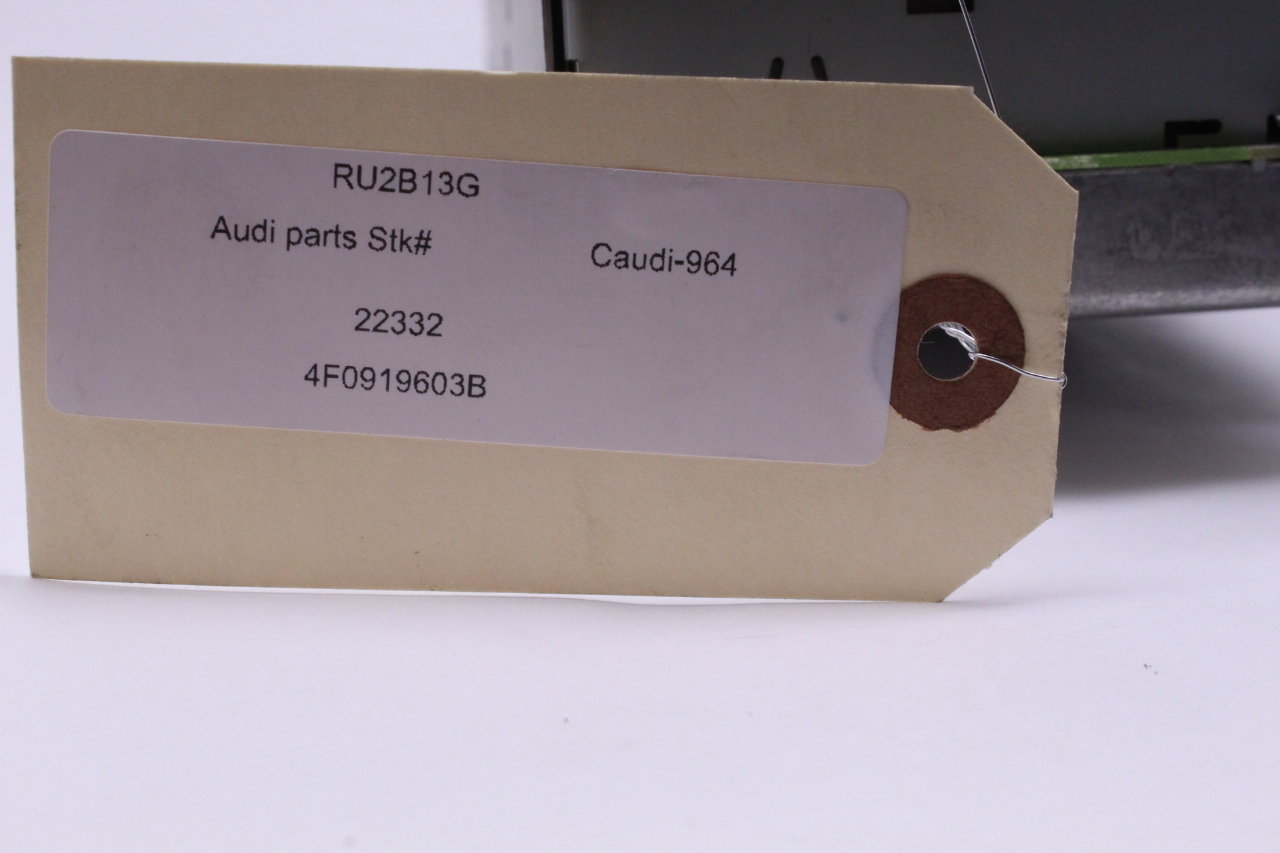 RU2B13G
Audi parts Stk# Caudi-964
22332
4F0919603B